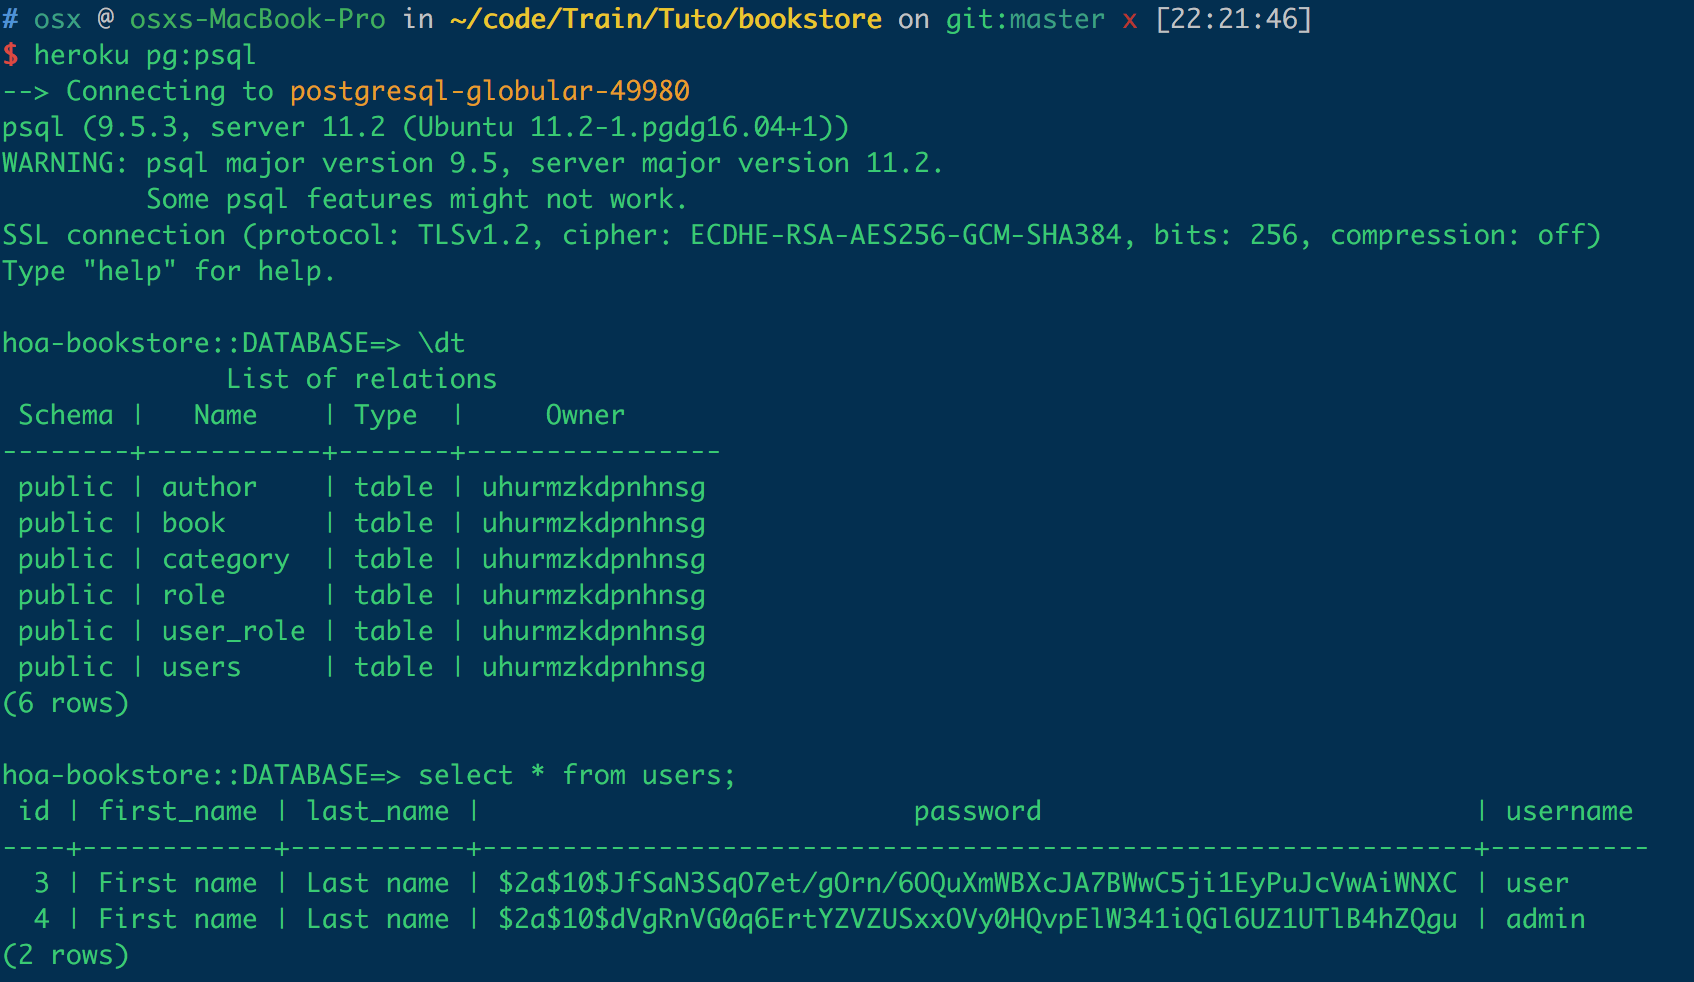 # osx @ osxs-MacBook-Pro in ~/code/Train/Tuto/bookstore on git:master x [22:21:46]
$ heroku pg:psql
--> Connecting to postgresql-globular-49980
psql (9.5.3, server 11.2 (Ubuntu 11.2-1.pgdg16.04+1))
WARNING: psql major version 9.5, server major version 11.2.
         Some psql features might not work.
SSL connection (protocol: TLSv1.2, cipher: ECDHE-RSA-AES256-GCM-SHA384, bits: 256, compression: off)
Type "help" for help.

hoa-bookstore::DATABASE=> \dt
              List of relations
 Schema |   Name    | Type  |     Owner
--------+-----------+-------+----------------
 public | author    | table | uhurmzkdpnhnsg
 public | book      | table | uhurmzkdpnhnsg
 public | category  | table | uhurmzkdpnhnsg
 public | role      | table | uhurmzkdpnhnsg
 public | user_role | table | uhurmzkdpnhnsg
 public | users     | table | uhurmzkdpnhnsg
(6 rows)

hoa-bookstore::DATABASE=> select * from users;
 id | first_name | last_name |                           password                           | username
----+------------+-----------+--------------------------------------------------------------+----------
  3 | First name | Last name | $2a$10$JfSaN3SqO7et/gOrn/6OQuXmWBXcJA7BWwC5ji1EyPuJcVwAiWNXC | user
  4 | First name | Last name | $2a$10$dVgRnVG0q6ErtYZVZUSxxOVy0HQvpElW341iQGl6UZ1UTlB4hZQgu | admin
(2 rows)